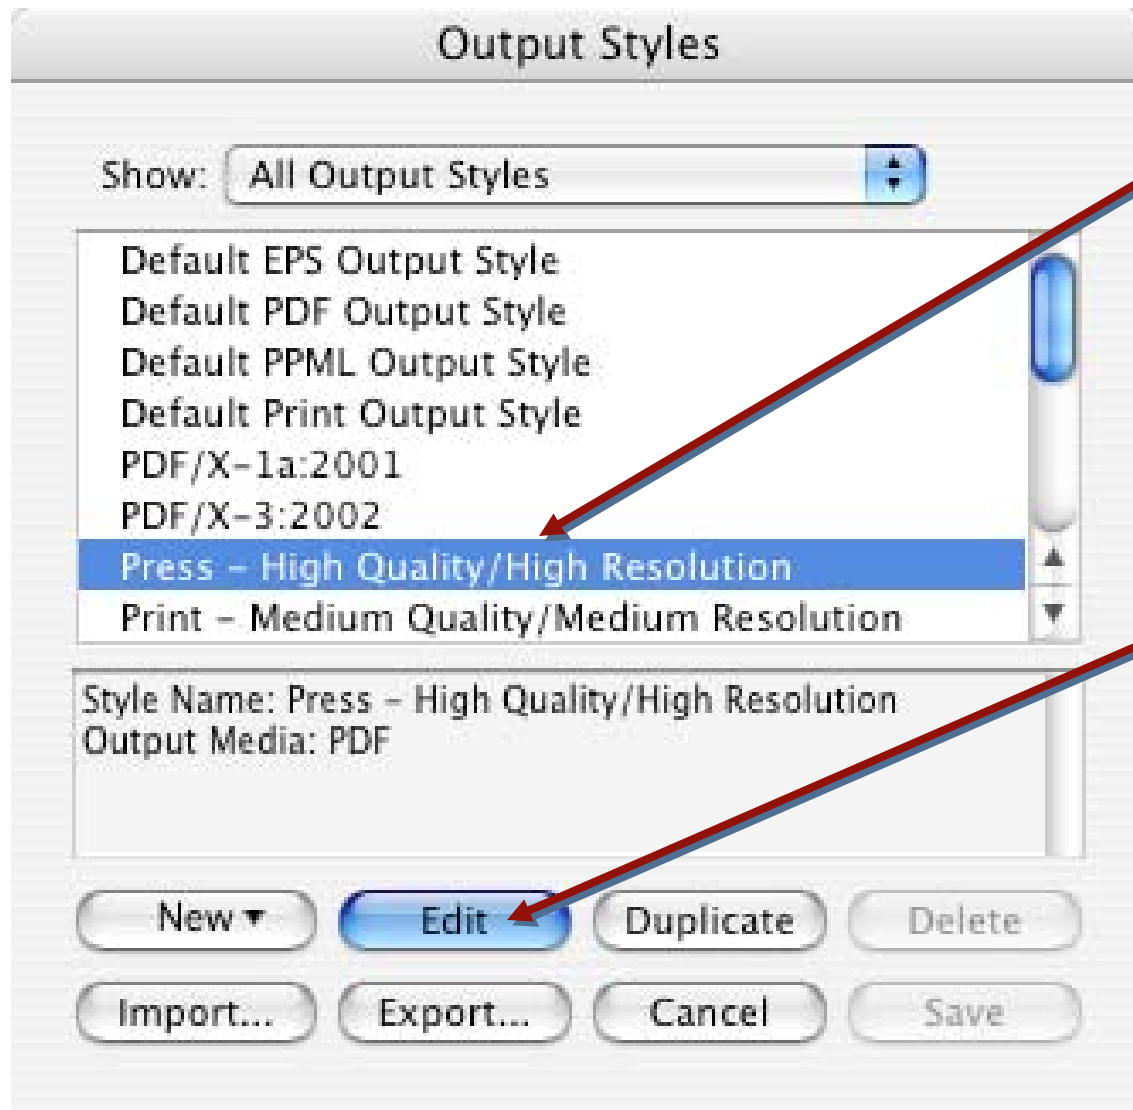 Output Styles
Show: All Output Styles
Default EPS Output Style
Default PDF Output Style
Default PPML Output Style
Default Print Output Style
PDF/X-1a:2001
PDF/X-3:2002
Press – High Quality/High Resolution
Print – Medium Quality/Medium Resolution
Style Name: Press – High Quality/High Resolution
Output Media: PDF
New Edit Duplicate Delete
Import... Export... Cancel Save